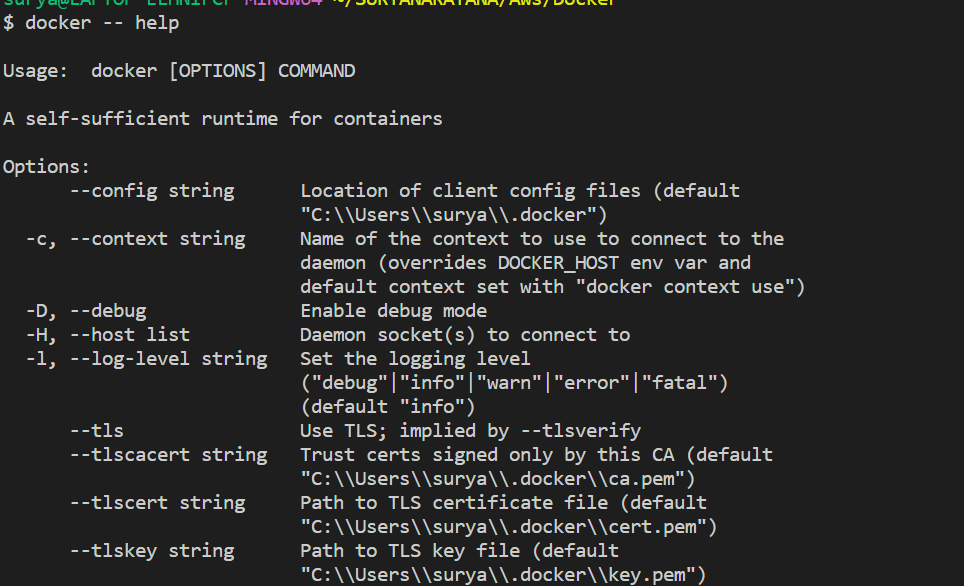 surya@LAPTOP MINGW64 ~/SURYANARAYANA/Aws/Docker
$ docker -- help
Usage:  docker [OPTIONS] COMMAND
A self-sufficient runtime for containers
Options:
      --config string      Location of client config files (default
                           "C:\\Users\\surya\\.docker")
  -c, --context string     Name of the context to use to connect to the
                           daemon (overrides DOCKER_HOST env var and
                           default context set with "docker context use")
  -D, --debug              Enable debug mode
  -H, --host list          Daemon socket(s) to connect to
  -l, --log-level string   Set the logging level
                           ("debug"|"info"|"warn"|"error"|"fatal")
                           (default "info")
      --tls                Use TLS; implied by --tlsverify
      --tlscacert string   Trust certs signed only by this CA (default
                           "C:\\Users\\surya\\.docker\\ca.pem")
      --tlscert string     Path to TLS certificate file (default
                           "C:\\Users\\surya\\.docker\\cert.pem")
      --tlskey string      Path to TLS key file (default
                           "C:\\Users\\surya\\.docker\\key.pem")